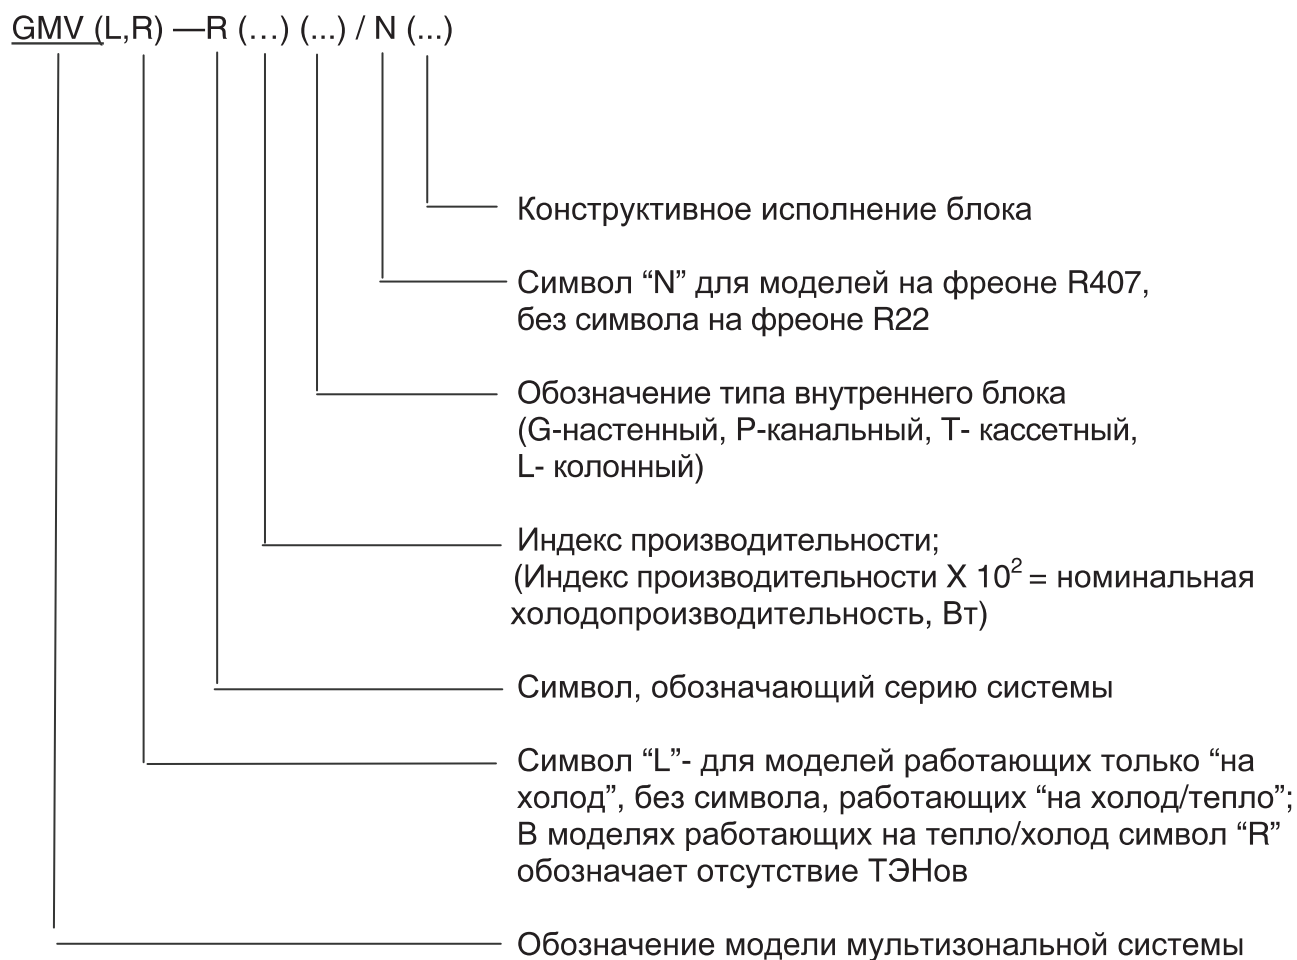 GMV (L,R) —R (…) (...) / N (...)
Конструктивное исполнение блока
Символ “N” для моделей на фреоне R407,
без символа на фреоне R22
Обозначение типа внутреннего блока
(G-настенный, P-канальный, T- кассетный,
L- колонный)
Индекс производительности;
(Индекс производительности X 10² = номинальная
холодопроизводительность, Вт)
Символ, обозначающий серию системы
Символ “L”- для моделей работающих только “на
холод”, без символа, работающих “на холод/тепло”;
В моделях работающих на тепло/холод символ “R”
обозначает отсутствие ТЭНов
Обозначение модели мультизональной системы